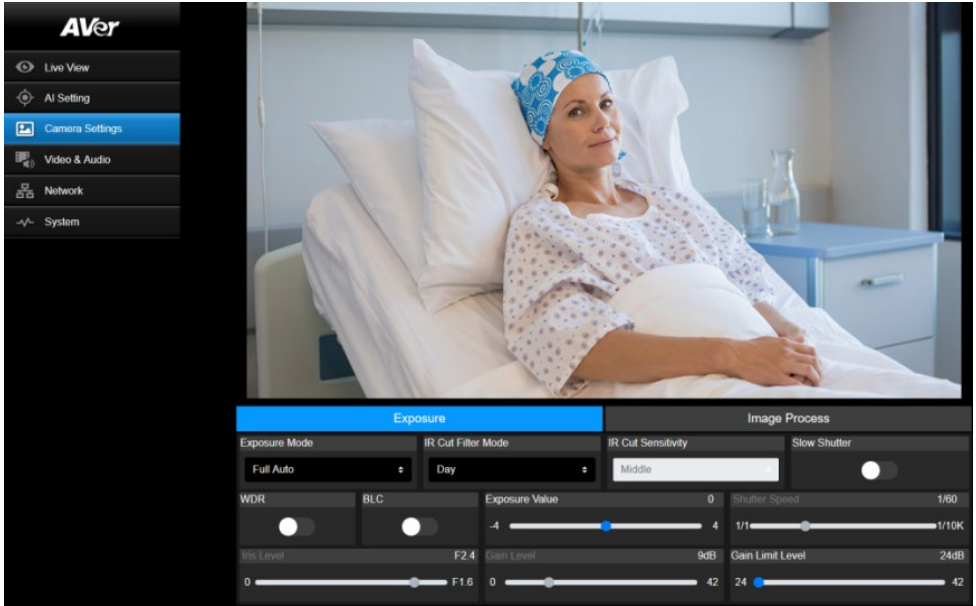 AVer
Live View
AI Setting
Camera Settings
Video & Audio
Network
System
Exposure Image Process
Exposure Mode IR Cut Filter Mode IR Cut Sensitivity Slow Shutter
Full Auto Day Middle
WDR BLC Exposure Value 0 Shutter Speed 1/60
-4 4 1/1 1/10K
Iris Level F2.4 Gain Level 9dB Gain Limit Level 24dB
0 F1.6 0 42 24 42